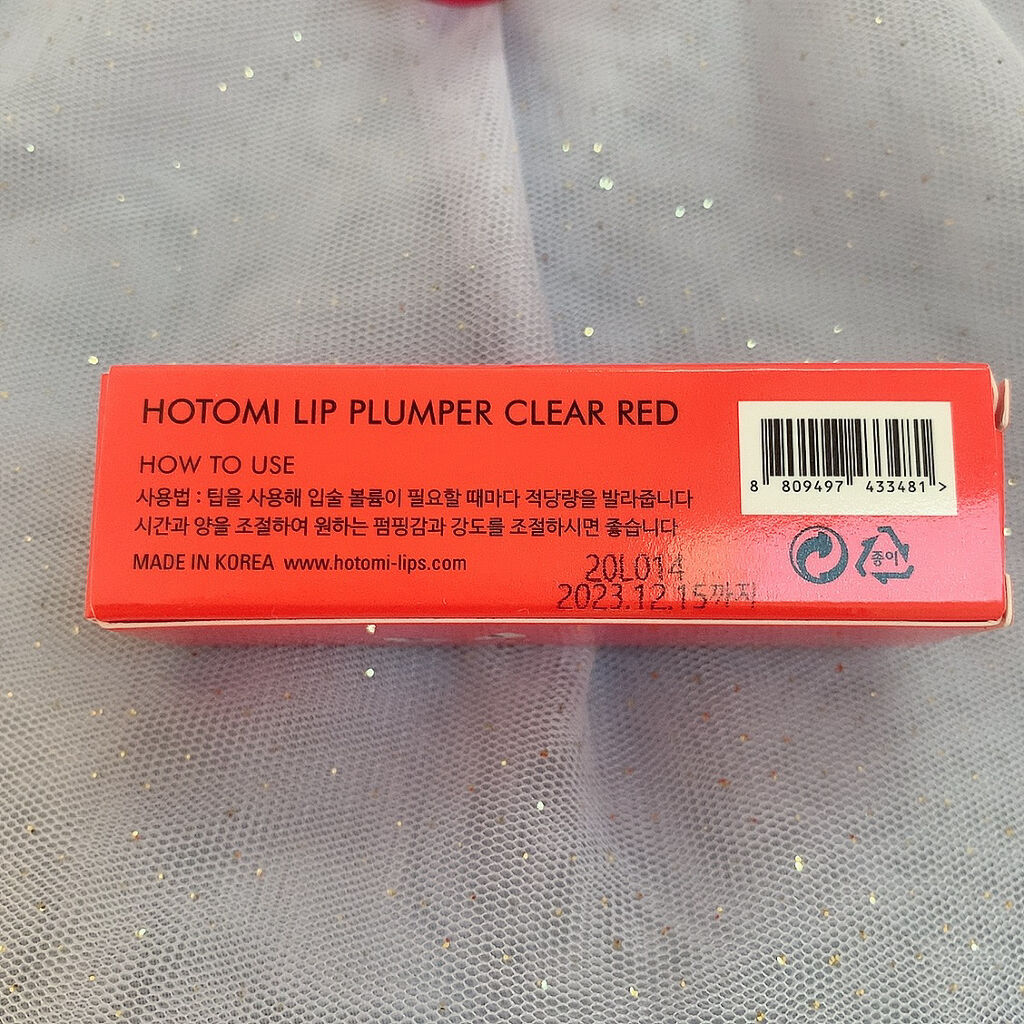 HOTOMI LIP PLUMPER CLEAR RED
HOW TO USE
사용법 : 팁을 사용해 입술 볼륨이 필요할 때마다 적당량을 발라줍니다
시간과 양을 조절하여 원하는 펌핑감과 강도를 조절하시면 좋습니다
MADE IN KOREA www.hotomi-lips.com
20L014
2023.12.15까지
8 809497 433481 >
종이